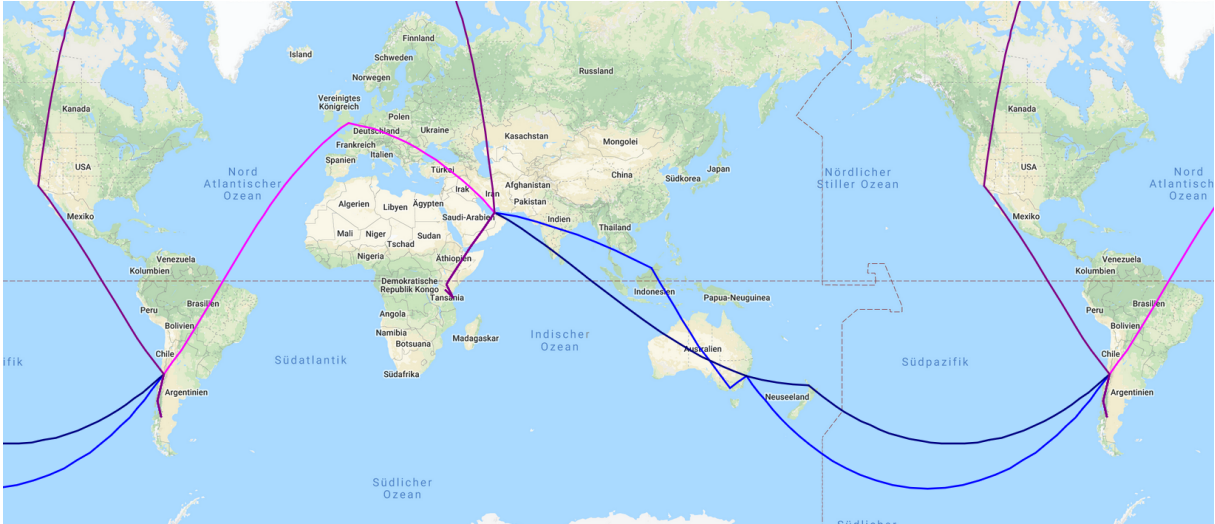 Island
Finnland
Schweden
Norwegen
Russland
Kanada
Kanada
Vereinigtes
Königreich
Polen
Deutschland
Ukraine
Kasachstan
Mongolei
Frankreich
Italien
Spanien
Türkei
USA
USA
Nord
Atlantischer
Ozean
Nördlicher
Stiller Ozean
Nord
Atlantisch
Ozean
Japan
Südkorea
China
Irak
Iran
Afghanistan
Pakistan
Algerien
Libyen
Ägypten
Saudi-Arabien
Indien
Mexiko
Mexiko
Thailand
Mali
Niger
Tschad
Sudan
Nigeria
Äthiopien
Venezuela
Kolumbien
Venezuela
Kolumbien
Demokratische
Republik Kongo
Tansania
Indonesien
Papua-Neuguinea
Brasilien
Peru
Bolivien
Brasilien
Peru
Bolivien
Angola
Namibia
Botsuana
Madagaskar
Indischer
Ozean
Australien
Chile
Südatlantik
Südafrika
ifik
Südpazifik
Chile
Argentinien
Neuseeland
Argentinien
Südlicher
Ozean
Südlicher